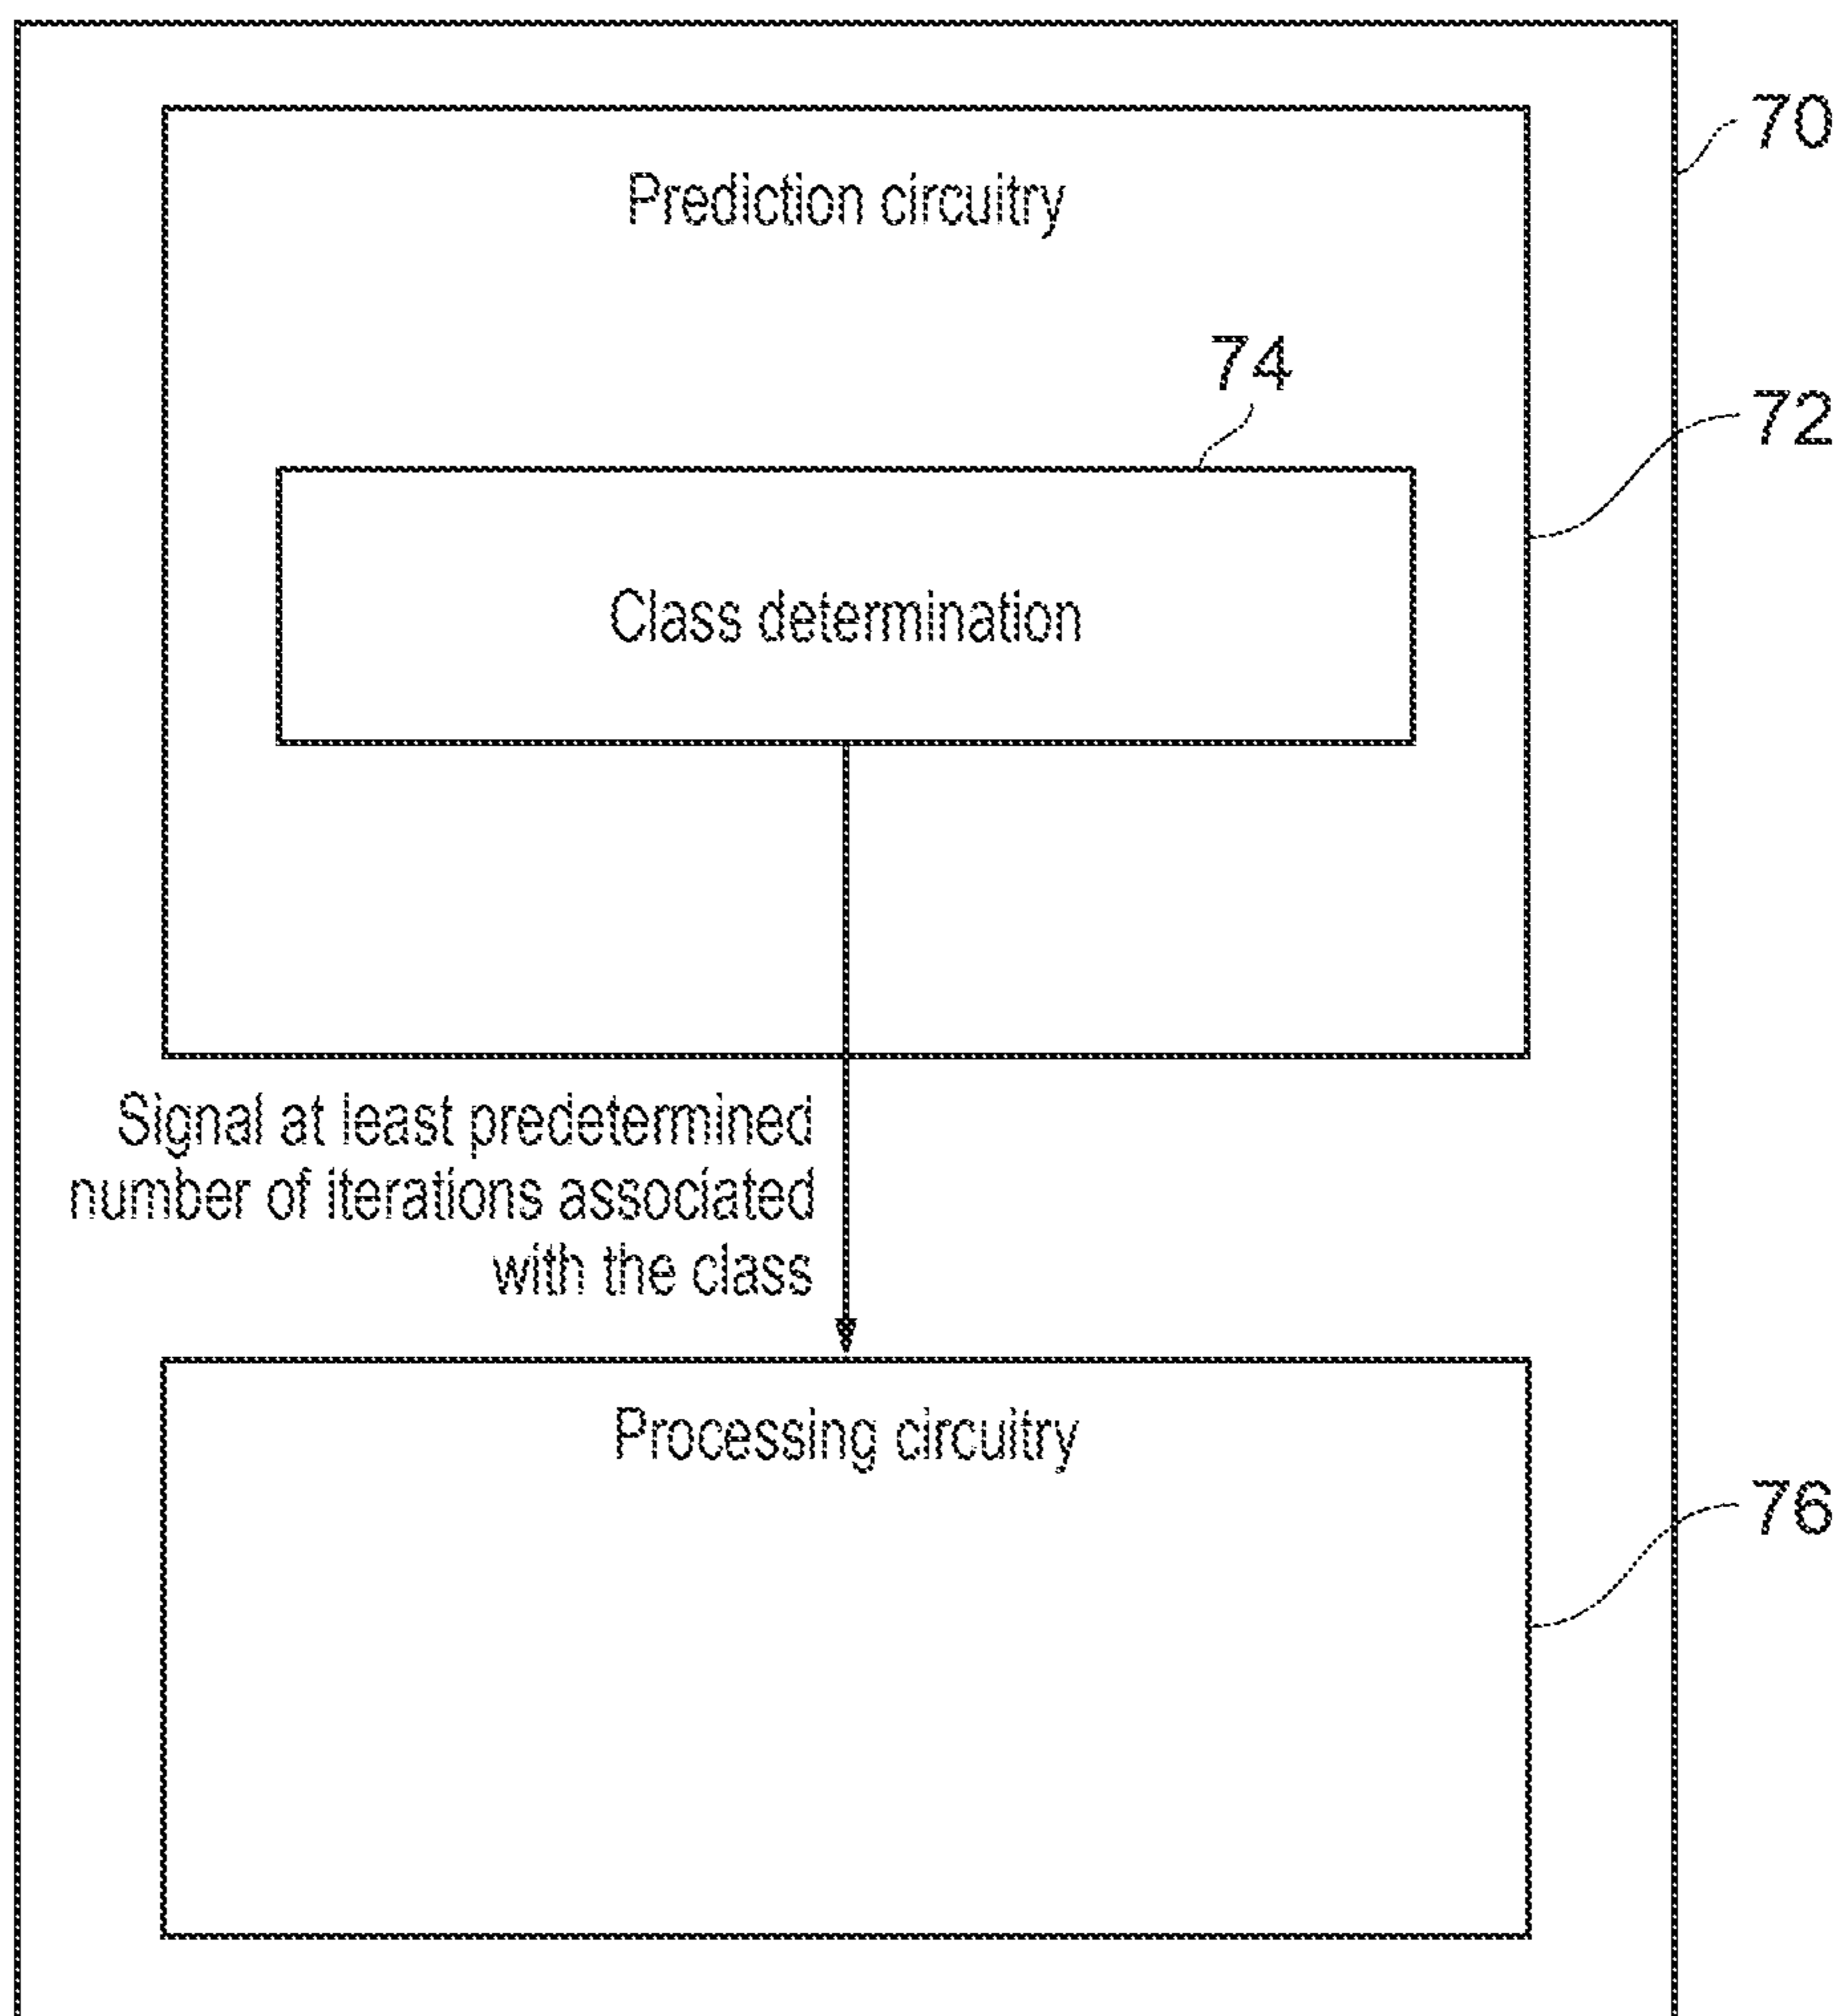 70
Prediction circuitry
74
72
Class determination
Signal at least predetermined
number of iterations associated
with the class
Processing circuitry
76